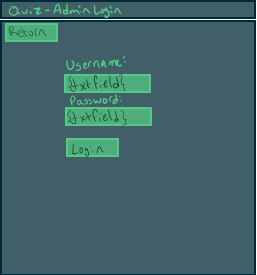 Quiz-Admin Login
Return
Username:
{txtfield}
Password:
{txtfield}
Login